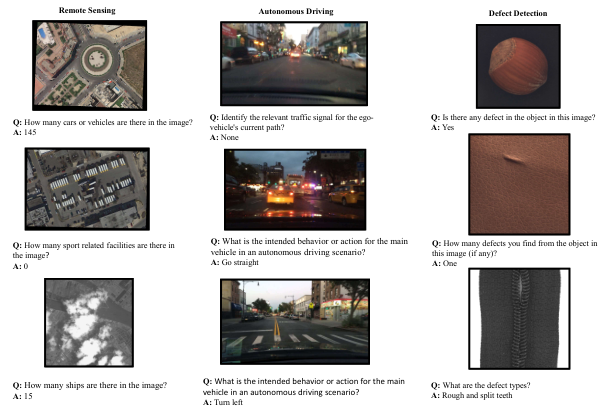 Remote Sensing
Q: How many cars or vehicles are there in the image?
A: 145
Q: How many sport related facilities are there in
the image?
A: 0
Q: How many ships are there in the image?
A: 15
Autonomous Driving
Q: Identify the relevant traffic signal for the ego-
vehicle's current path?
A: None
Q: What is the intended behavior or action for the main
vehicle in an autonomous driving scenario?
A: Go straight
Q: What is the intended behavior or action for the main
vehicle in an autonomous driving scenario?
A: Turn left
Defect Detection
Q: Is there any defect in the object in this image?
A: Yes
Q: How many defects you find from the object in
this image (if any)?
A: One
Q: What are the defect types?
A: Rough and split teeth